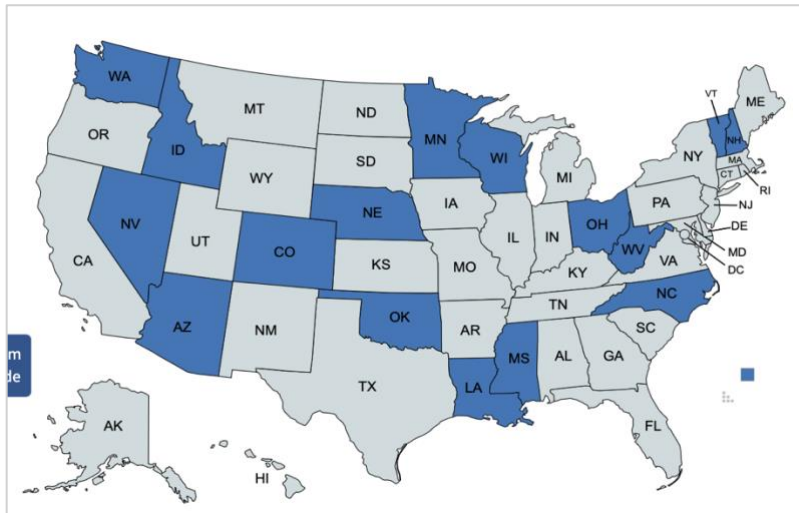 WA
MT
ND
MN
VT
ME
OR
ID
SD
WI
NH
NY
MA
WY
MI
CT
RI
NV
NE
IA
PA
NJ
UT
CO
IL
IN
OH
WV
DE
CA
KS
MO
KY
VA
MD
DC
AZ
NM
OK
AR
TN
NC
m
de
TX
LA
MS
AL
GA
SC
AK
HI
FL